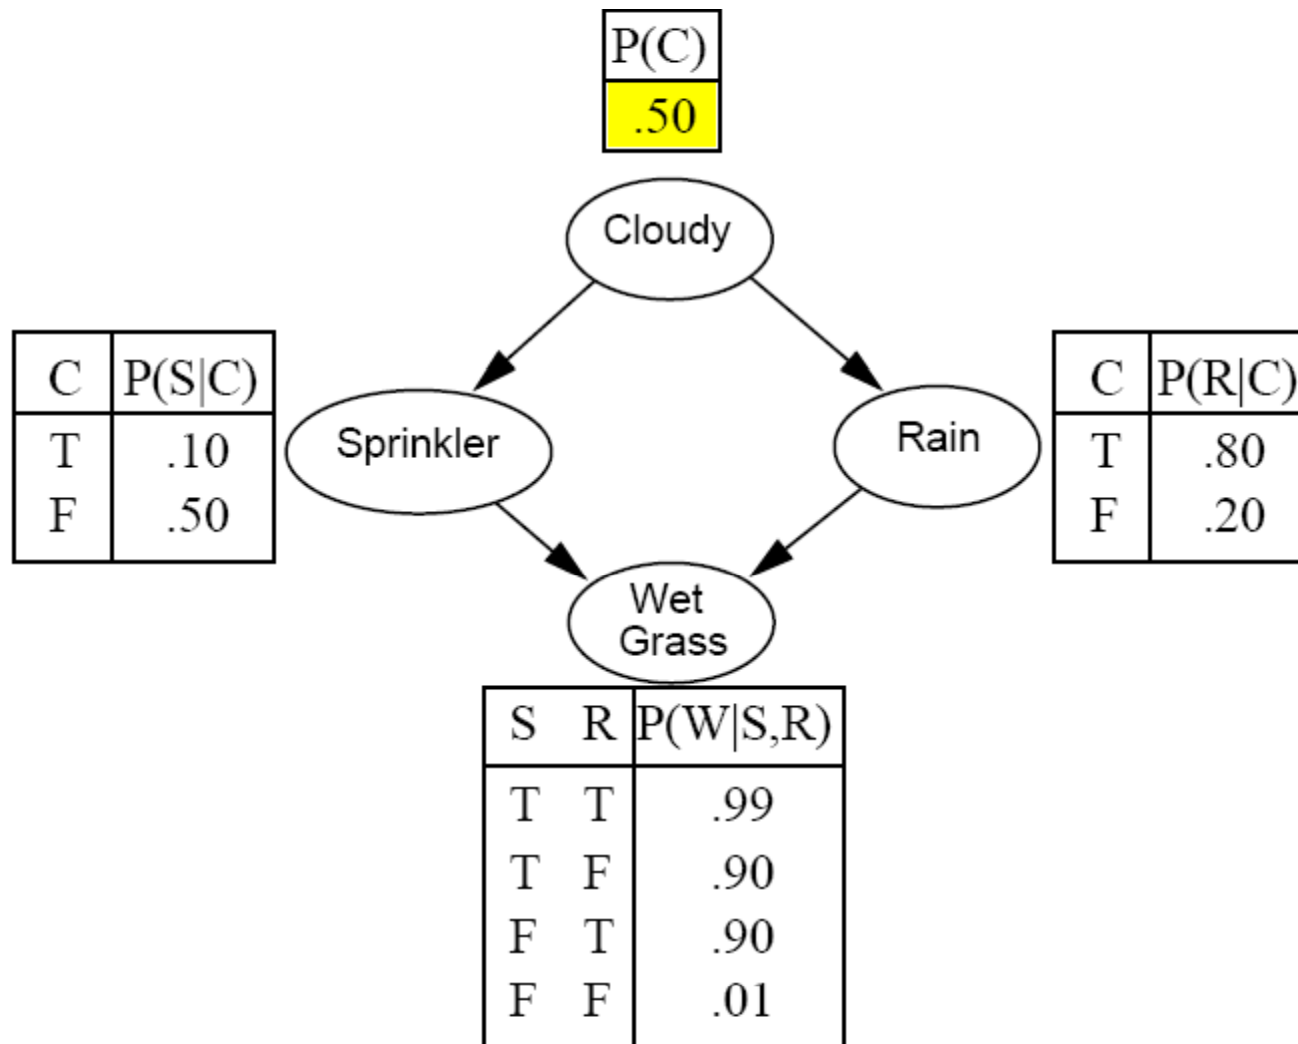 P(C)
.50
Cloudy
C P(S|C)
T .10
F .50
Sprinkler
Rain
C P(R|C)
T .80
F .20
Wet
Grass
S R P(W|S,R)
T T .99
T F .90
F T .90
F F .01